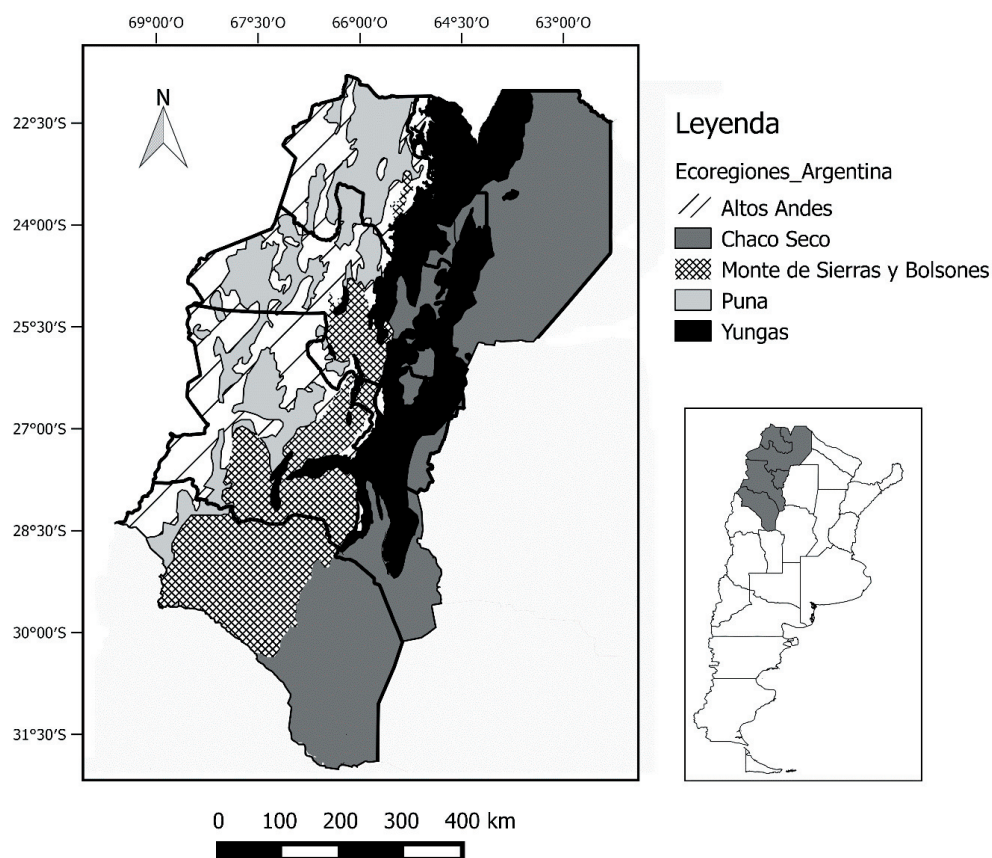 69°00'O 67°30'O 66°00'O 64°30'O 63°00'O
N
22°30'S
24°00'S
25°30'S
27°00'S
28°30'S
30°00'S
31°30'S
Leyenda
Ecoregiones_Argentina
Altos Andes
Chaco Seco
Monte de Sierras y Bolsones
Puna
Yungas
0 100 200 300 400 km